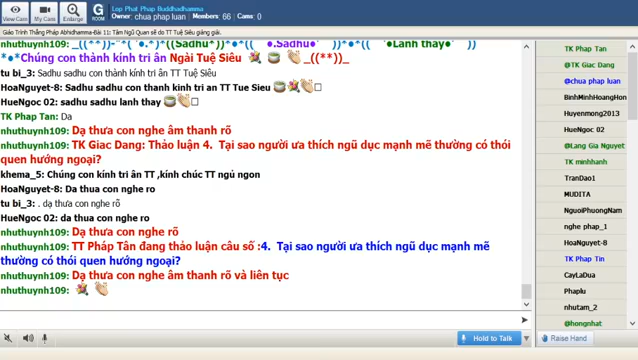 Lop Phat Phap Buddhadhamma
Owner: chua phap luan | Members: 66 | Cams: 0
View Cam
My Cam
Enlarge
ROOM
Giáo Trình Thắng Pháp Abhidhamma-Bài 11: Tâm Ngũ Quan sẽ do TT Tuệ Siêu giảng giải.
nhuthuynh109: _((**))_-"*(`●.*)((Sadhu*)●*●((¨●.Sadhu●¨))*●*●((¨●Lành thay●¨
*●*Chúng con thành kính tri ân Ngài Tuệ Siêu _((**))_
tu bi_3: Sadhu Sadhu con thành kính tri ân TT Tuệ Siêu
HoaNguyet-8: Sadhu sadhu con thanh kinh tri an TT Tue Sieu
HueNgoc 02: sadhu sadhu lanh thay
TK Phap Tan: Da
nhuthuynh109: Dạ thưa con nghe âm thanh rõ
nhuthuynh109: TK Giac Dang: Thảo luận 4. Tại sao người ưa thích ngũ dục mạnh mẽ thường có thói
quen hướng ngoại?
khema_5: Chúng con kính tri ân TT ,kính chúc TT ngủ ngon
HoaNguyet-8: Da thua con nghe ro
tu bi_3: . dạ thưa con nghe rõ
HueNgoc 02: da thua con nghe ro
nhuthuynh109: Dạ thưa con nghe rõ
nhuthuynh109: TT Pháp Tân đang thảo luận câu số :4. Tại sao người ưa thích ngũ dục mạnh mẽ
thường có thói quen hướng ngoại?
nhuthuynh109: Dạ thưa con nghe âm thanh rõ và liên tục
nhuthuynh109:
Hold to Talk
Raise Hand
TK Phap Tan
@TK Giac Dang
@chua phap luan
BinhMinhHoangHon
Huyenmong2013
HueNgoc 02
@Lang Gia Nguyet
TK minhhanh
TranDao1
MUDITA
NguoiPhuongNam
nghe phap_1
HoaNguyet-8
TK Phap Tin
CayLaDua
Phaplu
nhutam_2
@hongnhat